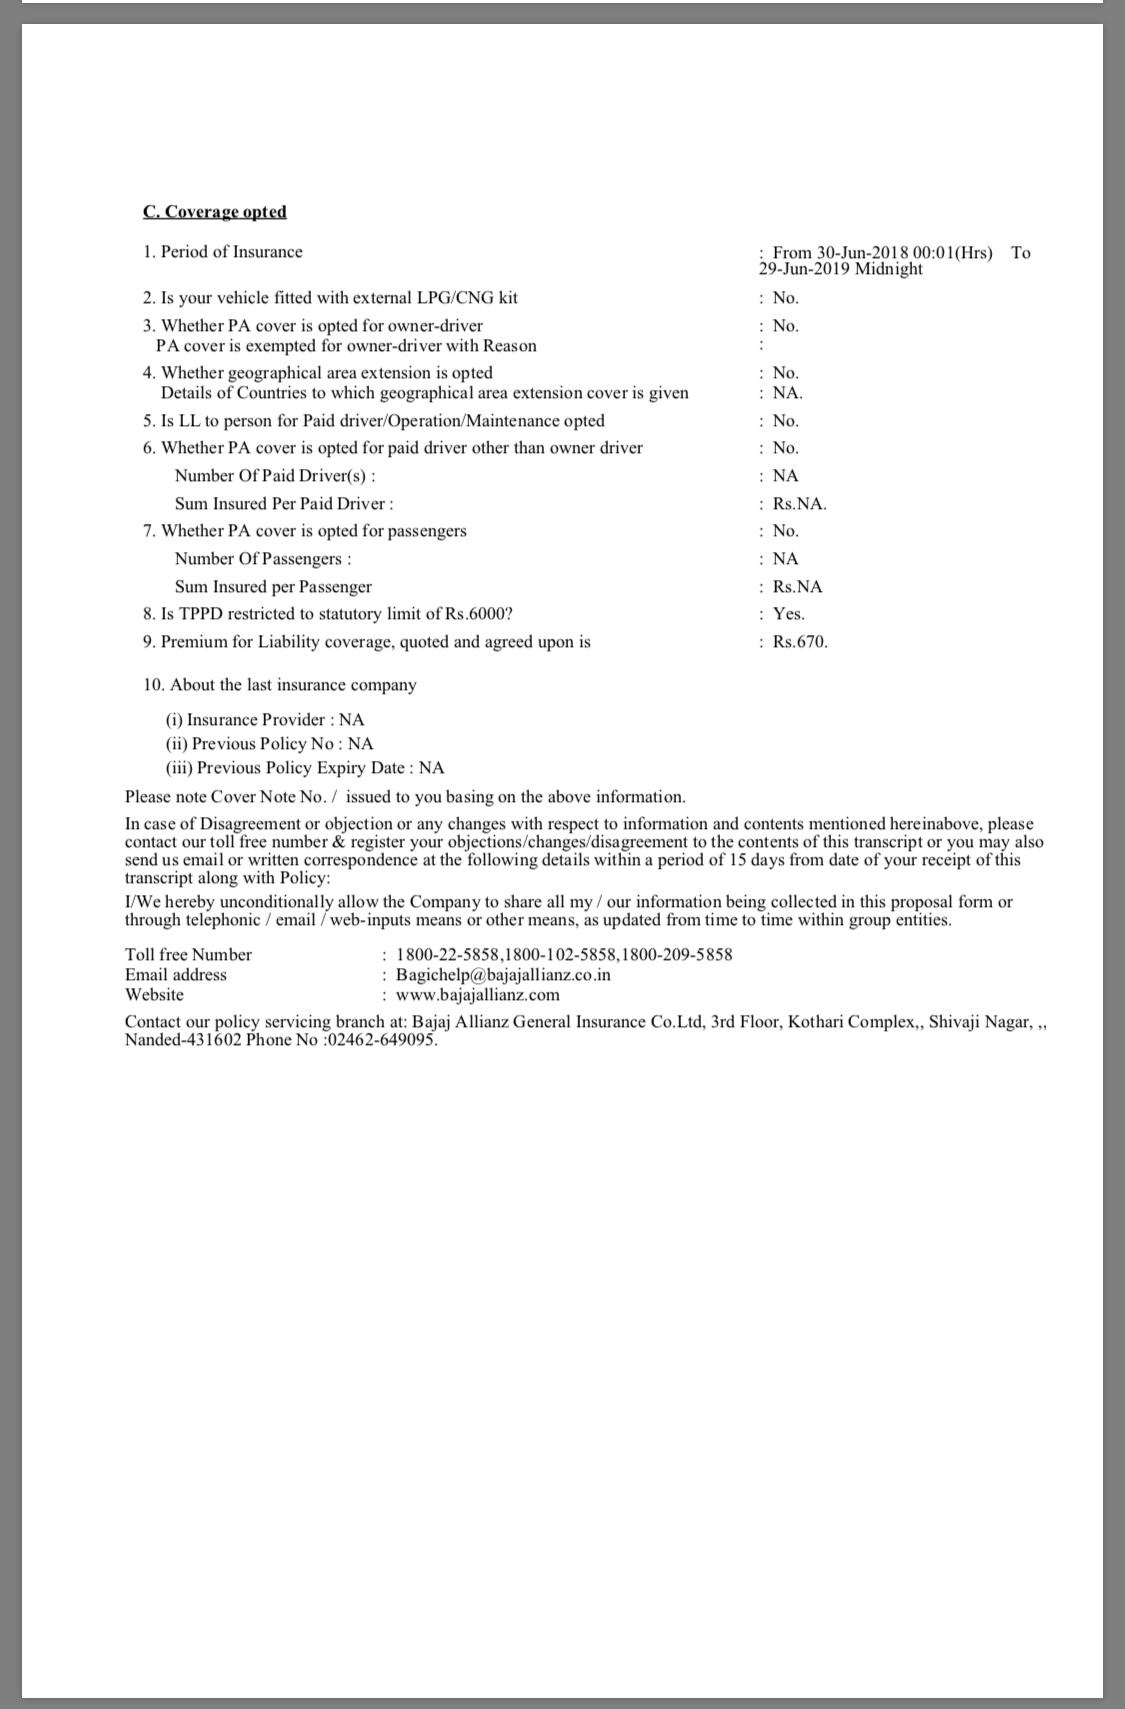 C. Coverage opted
1. Period of Insurance : From 30-Jun-2018 00:01(Hrs) To
29-Jun-2019 Midnight
2. Is your vehicle fitted with external LPG/CNG kit : No.
3. Whether PA cover is opted for owner-driver : No.
PA cover is exempted for owner-driver with Reason :
4. Whether geographical area extension is opted : No.
Details of Countries to which geographical area extension cover is given : NA.
5. Is LL to person for Paid driver/Operation/Maintenance opted : No.
6. Whether PA cover is opted for paid driver other than owner driver : No.
Number Of Paid Driver(s) : : NA
Sum Insured Per Paid Driver : : Rs.NA.
7. Whether PA cover is opted for passengers : No.
Number Of Passengers : : NA
Sum Insured per Passenger : Rs.NA
8. Is TPPD restricted to statutory limit of Rs.6000? : Yes.
9. Premium for Liability coverage, quoted and agreed upon is : Rs.670.
10. About the last insurance company
(i) Insurance Provider : NA
(ii) Previous Policy No : NA
(iii) Previous Policy Expiry Date : NA
Please note Cover Note No. / issued to you basing on the above information.
In case of Disagreement or objection or any changes with respect to information and contents mentioned hereinabove, please
contact our toll free number & register your objections/changes/disagreement to the contents of this transcript or you may also
send us email or written correspondence at the following details within a period of 15 days from date of your receipt of this
transcript along with Policy:
I/We hereby unconditionally allow the Company to share all my / our information being collected in this proposal form or
through telephonic / email / web-inputs means or other means, as updated from time to time within group entities.
Toll free Number : 1800-22-5858,1800-102-5858,1800-209-5858
Email address : Bagichelp@bajajallianz.co.in
Website : www.bajajallianz.com
Contact our policy servicing branch at: Bajaj Allianz General Insurance Co.Ltd, 3rd Floor, Kothari Complex,, Shivaji Nagar, ,,
Nanded-431602 Phone No :02462-649095.